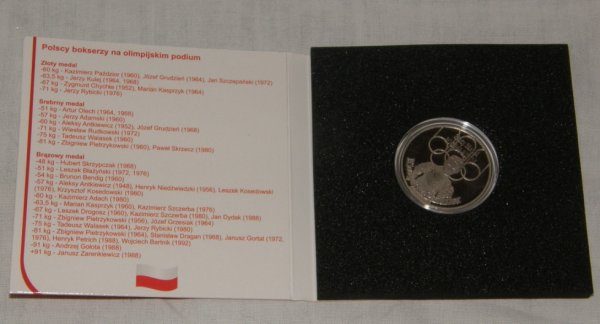 Polscy bokserzy na olimpijskim podium
Złoty medal
-60 kg - Kazimierz Paździor (1960), Józef Grudzień (1964), Jan Szczepański (1972)
-63,5 kg - Jerzy Kulej (1964, 1968)
-67 kg - Zygmunt Chychła (1952), Marian Kasprzyk (1964)
-71 kg - Jerzy Rybicki (1976)
Srebrny medal
-51 kg - Artur Olech (1964, 1968)
-57 kg - Jerzy Adamski (1960)
-60 kg - Aleksy Antkiewicz (1952), Józef Grudzień (1968)
-71 kg - Wiesław Rudkowski (1972)
-75 kg - Tadeusz Walasek (1960)
-81 kg - Zbigniew Pietrzykowski (1960), Paweł Skrzecz (1980)
Brązowy medal
-48 kg - Hubert Skrzypczak (1968)
-51 kg - Leszek Błażyński (1972, 1976)
-54 kg - Brunon Bendig (1960)
-57 kg - Aleksy Antkiewicz (1948), Henryk Niedźwiedzki (1956), Leszek Kosedowski
(1976), Krzysztof Kosedowski (1980)
-60 kg - Kazimierz Adach (1980)
-63,5 kg - Marian Kasprzyk (1960), Kazimierz Szczerba (1976)
-67 kg - Leszek Drogosz (1960), Kazimierz Szczerba (1980), Jan Dydak (1988)
-71 kg - Zbigniew Pietrzykowski (1956), Józef Grzesiak (1964)
-75 kg - Tadeusz Walasek (1964), Jerzy Rybicki (1980)
-81 kg - Zbigniew Pietrzykowski (1964), Stanisław Dragan (1968), Janusz Gortat (1972,
1976), Henryk Petrich (1988), Wojciech Bartnik (1992)
-91 kg - Andrzej Gołota (1988)
+91 kg - Janusz Zarenkiewicz (1988)